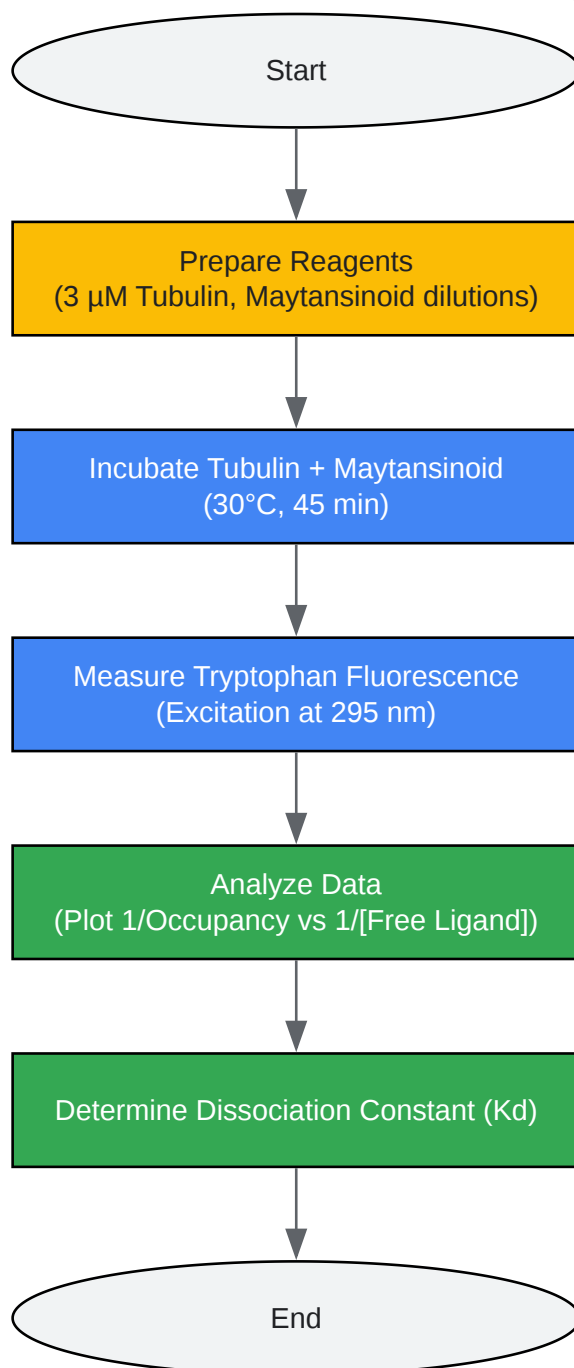 Start
Prepare Reagents
(3 µM Tubulin, Maytansinoid dilutions)
Incubate Tubulin + Maytansinoid
(30°C, 45 min)
Measure Tryptophan Fluorescence
(Excitation at 295 nm)
Analyze Data
(Plot 1/Occupancy vs 1/[Free Ligand])
Determine Dissociation Constant (Kd)
End